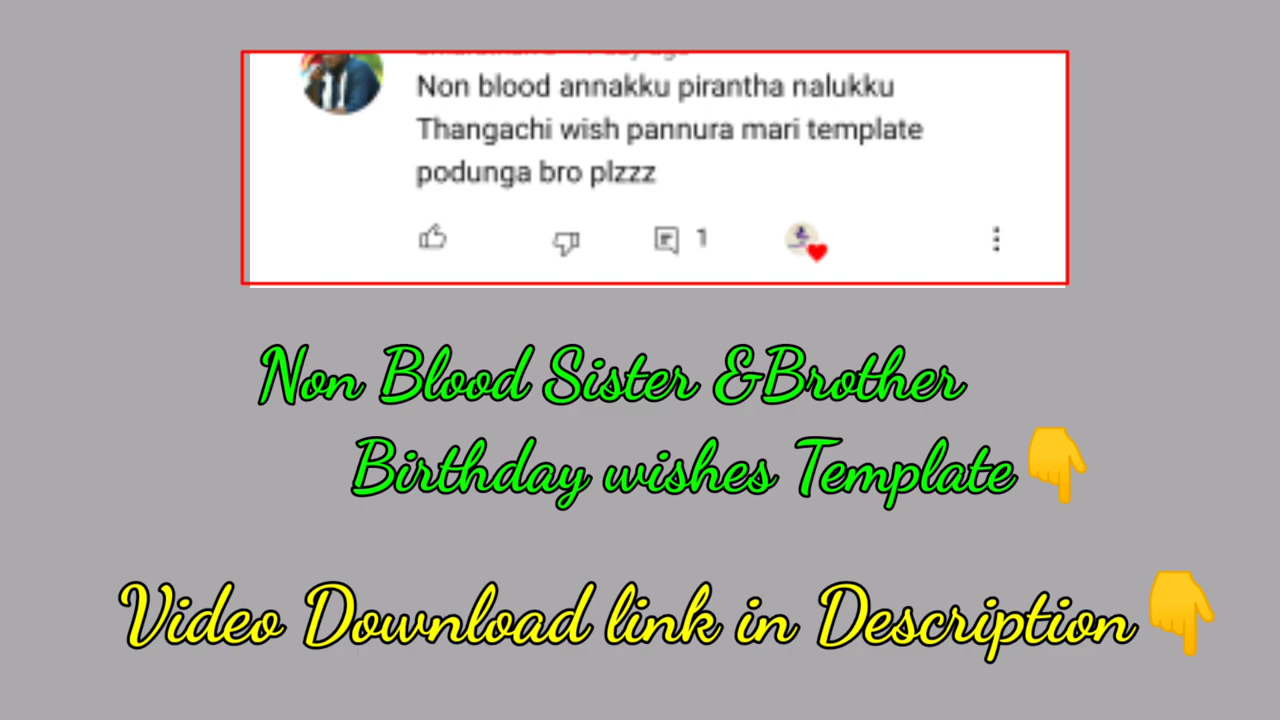 Non blood annakku pirantha nalukku
Thangachi wish pannura mari template
podunga bro plzzz
1
Non Blood Sister &Brother
Birthday wishes Template👇
Video Download link in Description👇